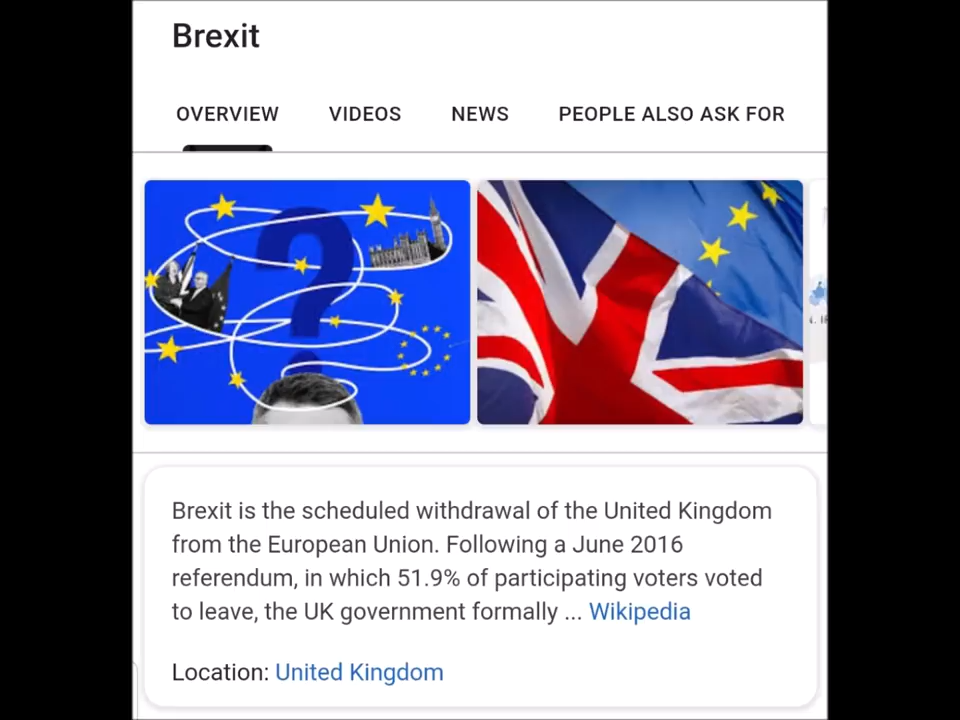 Brexit
OVERVIEW VIDEOS NEWS PEOPLE ALSO ASK FOR
Brexit is the scheduled withdrawal of the United Kingdom
from the European Union. Following a June 2016
referendum, in which 51.9% of participating voters voted
to leave, the UK government formally ... Wikipedia
Location: United Kingdom